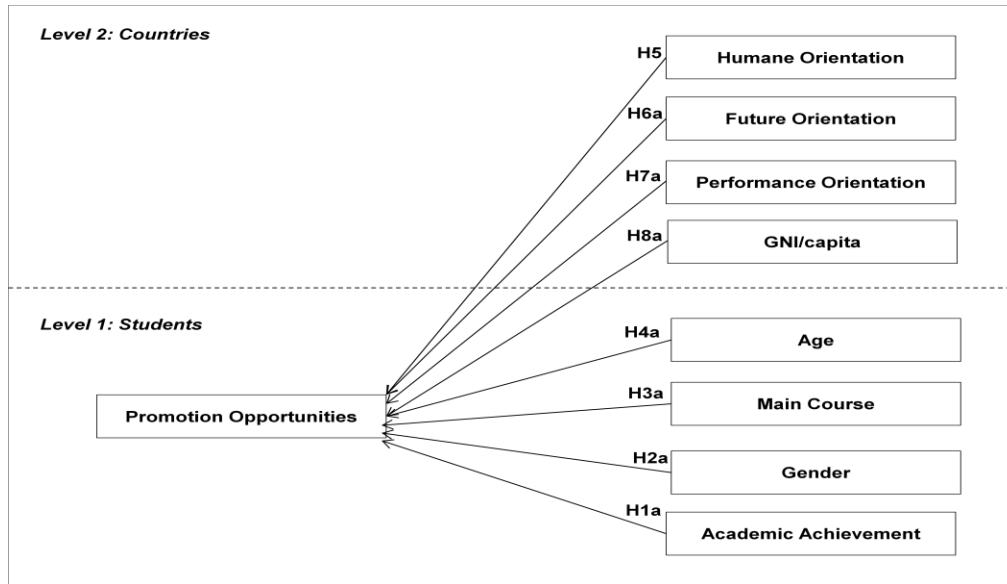 Level 2: Countries
H5
Humane Orientation
H6a
Future Orientation
H7a
Performance Orientation
H8a
GNI/capita
Level 1: Students
H4a
Age
H3a
Main Course
Promotion Opportunities
H2a
Gender
H1a
Academic Achievement